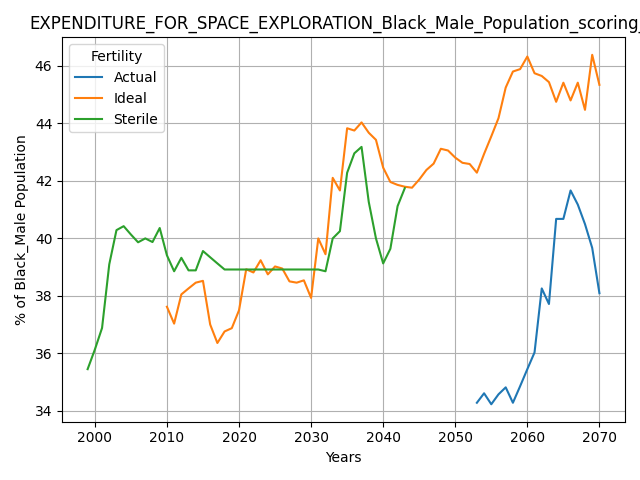 EXPENDITURE_FOR_SPACE_EXPLORATION_Black_Male_Population_scoring_
Fertility
Actual
Ideal
Sterile
% of Black_Male Population
46
44
42
40
38
36
34
2000 2010 2020 2030 2040 2050 2060 2070
Years